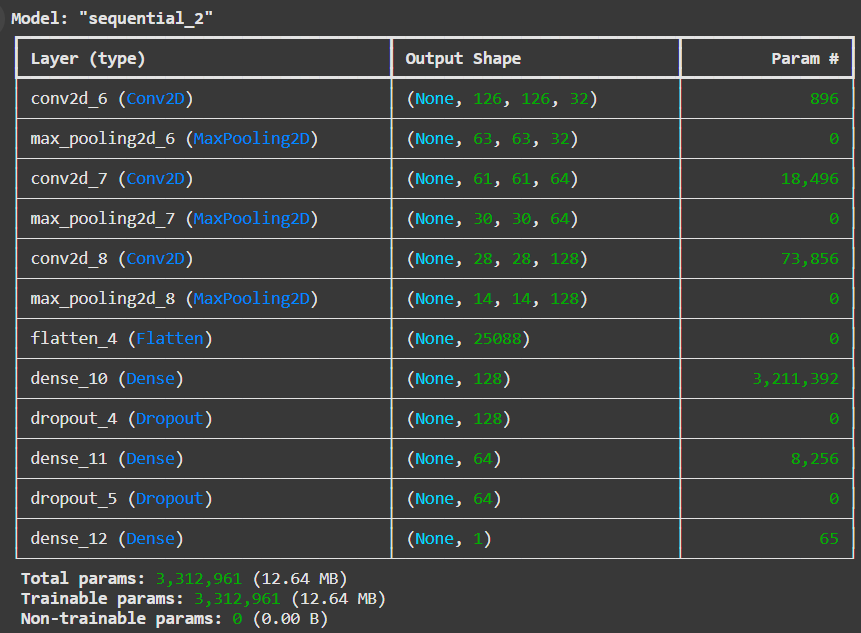 Model: "sequential_2"
Layer (type) Output Shape Param #
conv2d_6 (Conv2D) (None, 126, 126, 32) 896
max_pooling2d_6 (MaxPooling2D) (None, 63, 63, 32) 0
conv2d_7 (Conv2D) (None, 61, 61, 64) 18,496
max_pooling2d_7 (MaxPooling2D) (None, 30, 30, 64) 0
conv2d_8 (Conv2D) (None, 28, 28, 128) 73,856
max_pooling2d_8 (MaxPooling2D) (None, 14, 14, 128) 0
flatten_4 (Flatten) (None, 25088) 0
dense_10 (Dense) (None, 128) 3,211,392
dropout_4 (Dropout) (None, 128) 0
dense_11 (Dense) (None, 64) 8,256
dropout_5 (Dropout) (None, 64) 0
dense_12 (Dense) (None, 1) 65
Total params: 3,312,961 (12.64 MB)
Trainable params: 3,312,961 (12.64 MB)
Non-trainable params: 0 (0.00 B)